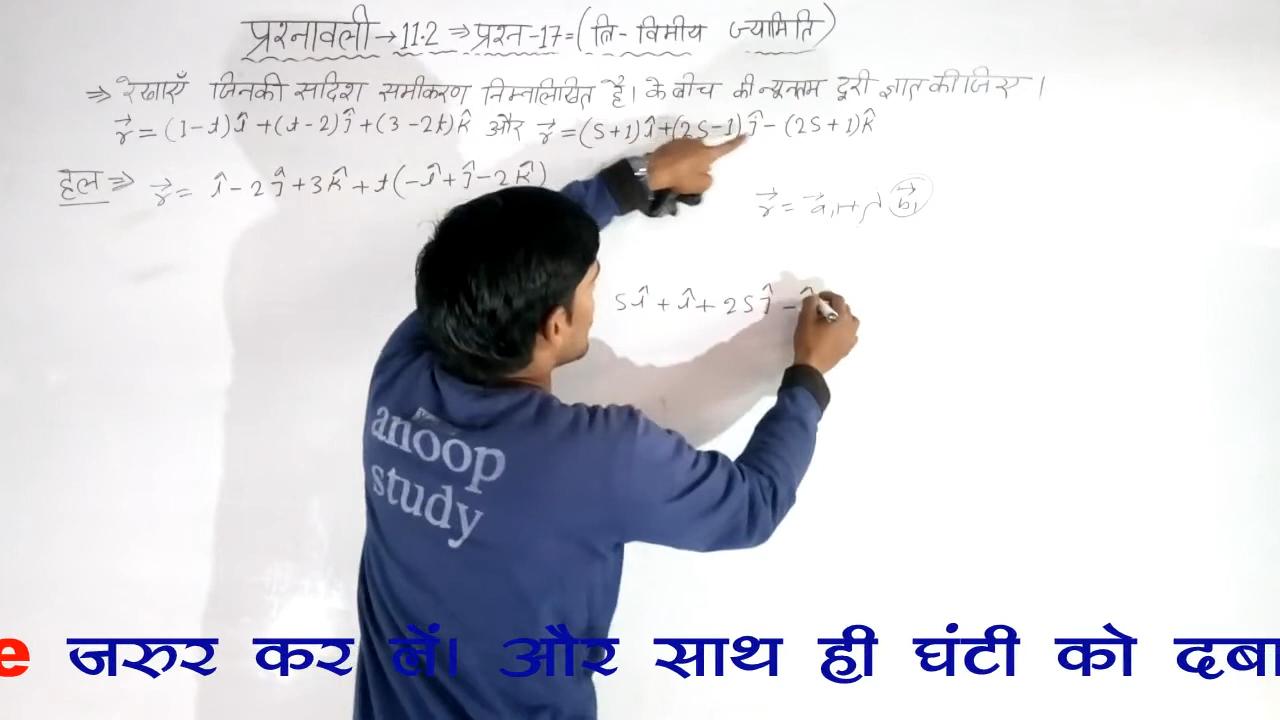 प्रश्नावली → 11.2 ⇒ प्रश्न -17 = (त्रि - विमीय ज्यामिति)
⇒ रेखाएँ जिनकी सदिश समीकरण निम्नलिखित है। के बीच की न्यूनतम दूरी ज्ञात कीजिए।
r⃗ = (1-t)î + (t-2)ĵ + (3-2t)k̂ और r⃗ = (s+1)î + (2s-1)ĵ - (2s+1)k̂
हल ⇒ r⃗ = î - 2ĵ + 3k̂ + t(-î + ĵ - 2k̂)
r⃗ = a⃗₁ + λ b⃗₁
sî + î + 2sĵ -
anoop
study
e जरुर कर लें। और साथ ही घंटी को दबा